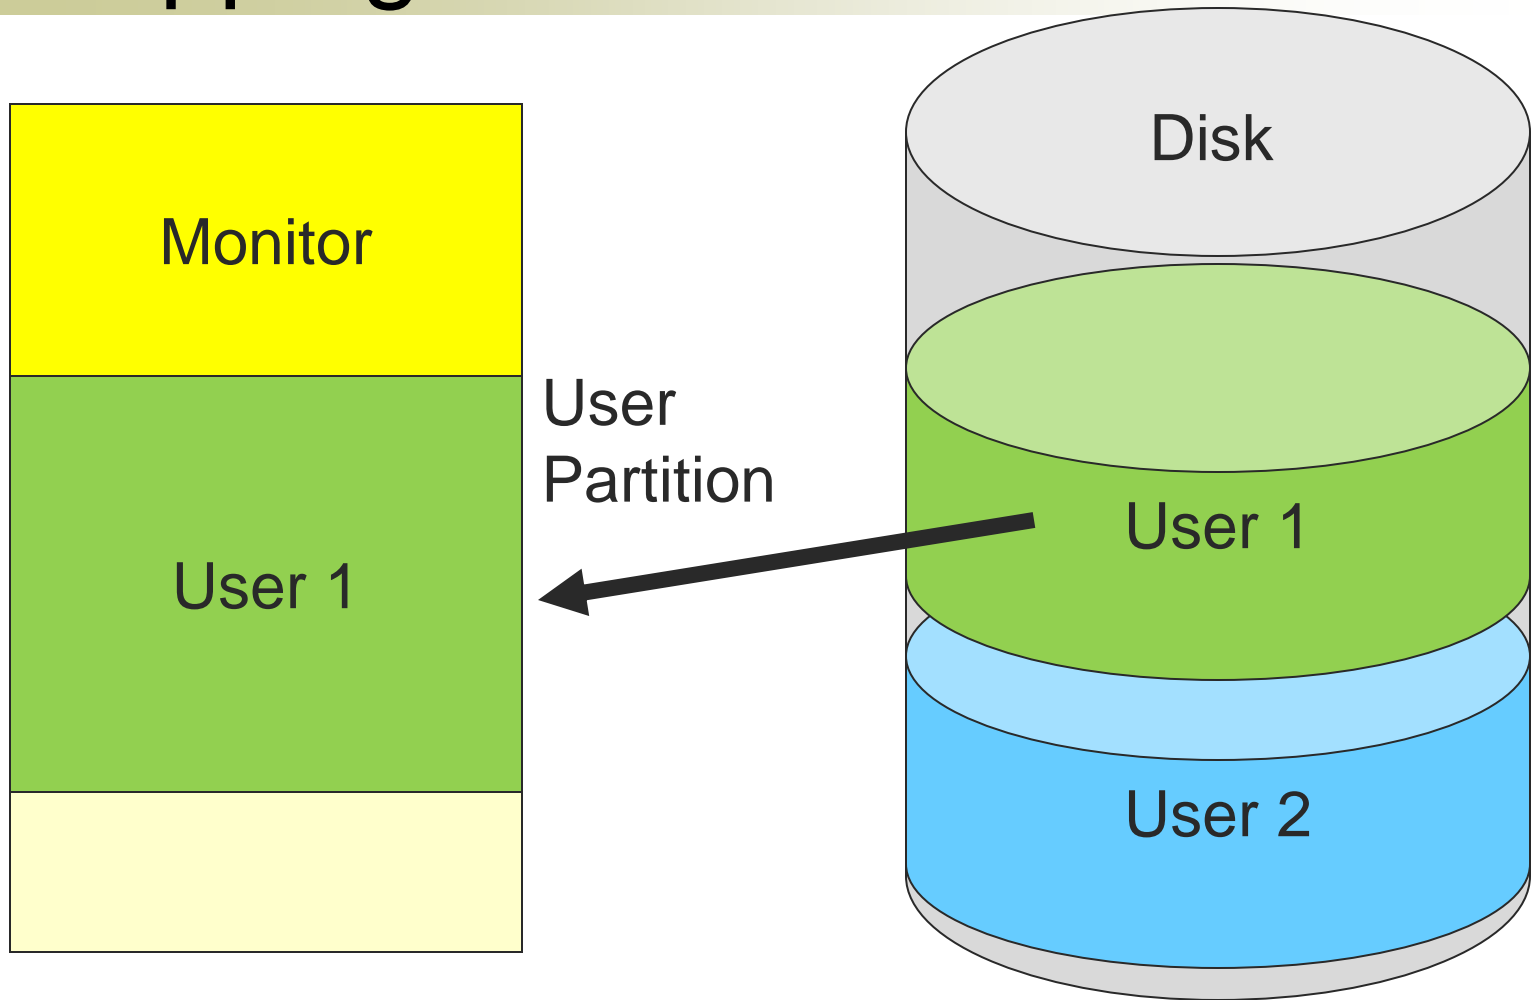 Monitor
User 1
User
Partition
Disk
User 1
User 2